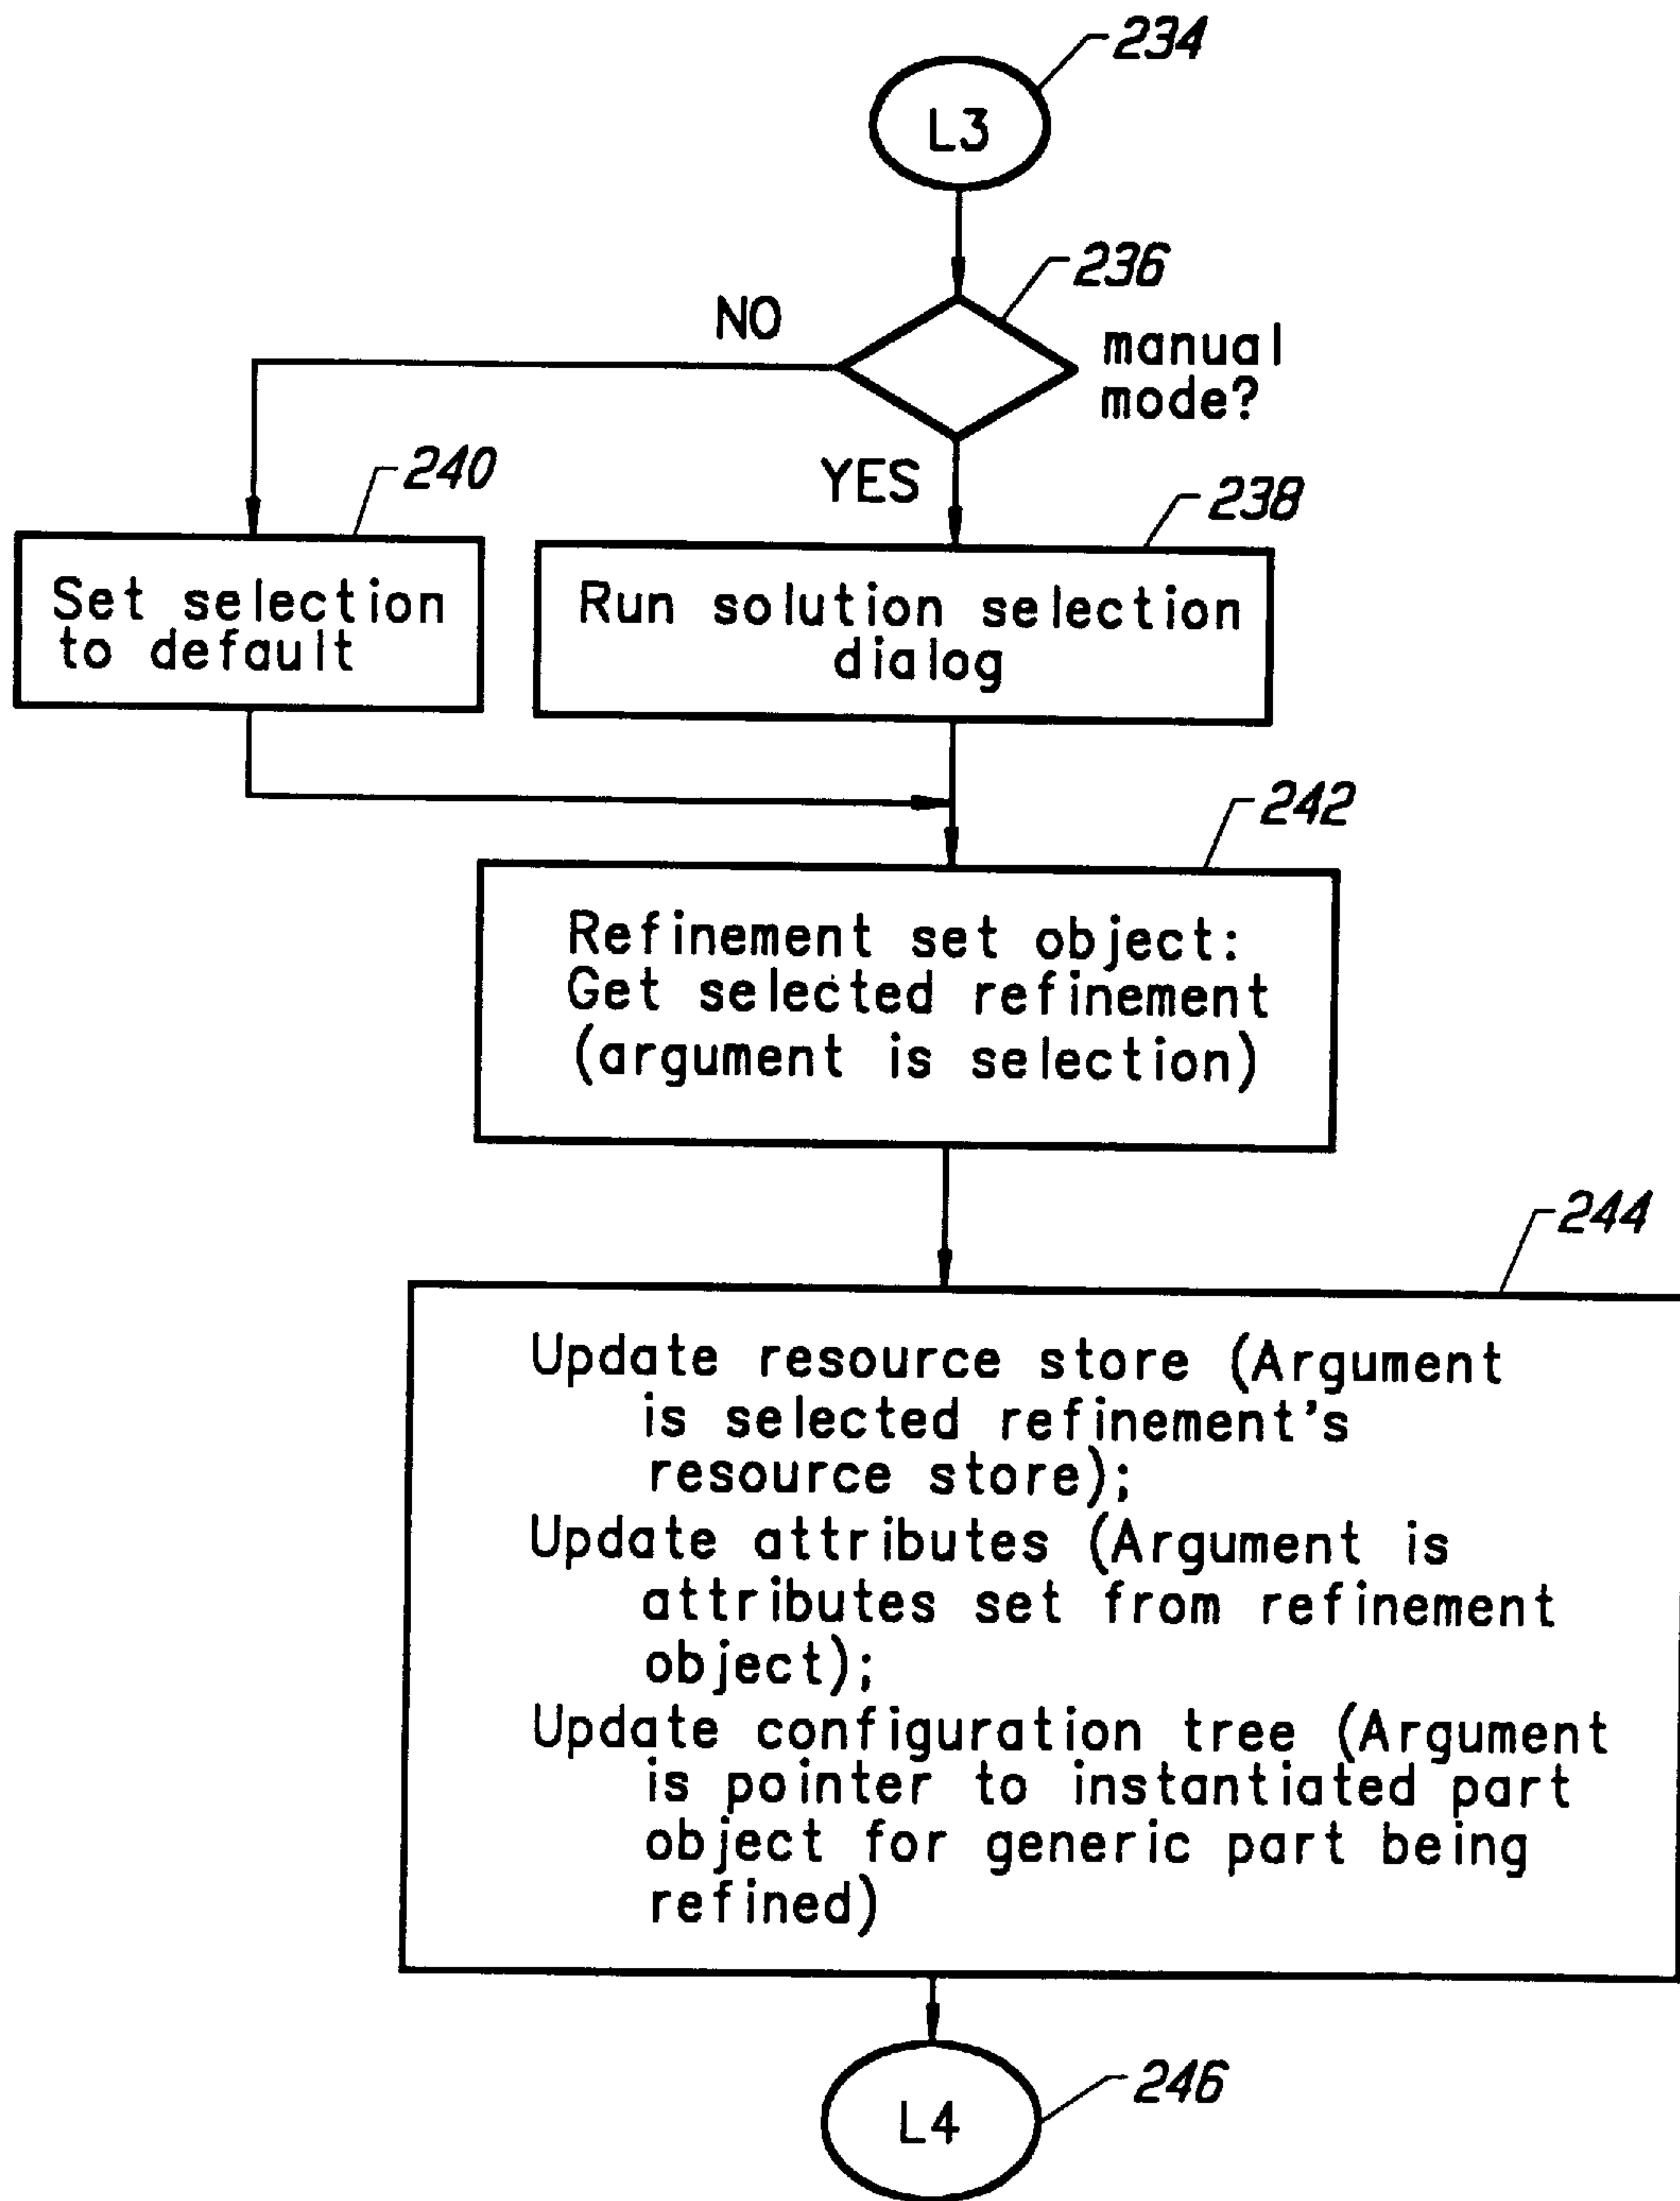 234
L3
236
NO
manual
mode?
240
YES
238
Set selection
to default
Run solution selection
dialog
242
Refinement set object:
Get selected refinement
(argument is selection)
244
Update resource store (Argument
is selected refinement's
resource store);
Update attributes (Argument is
attributes set from refinement
object);
Update configuration tree (Argument
is pointer to instantiated part
object for generic part being
refined)
246
L4